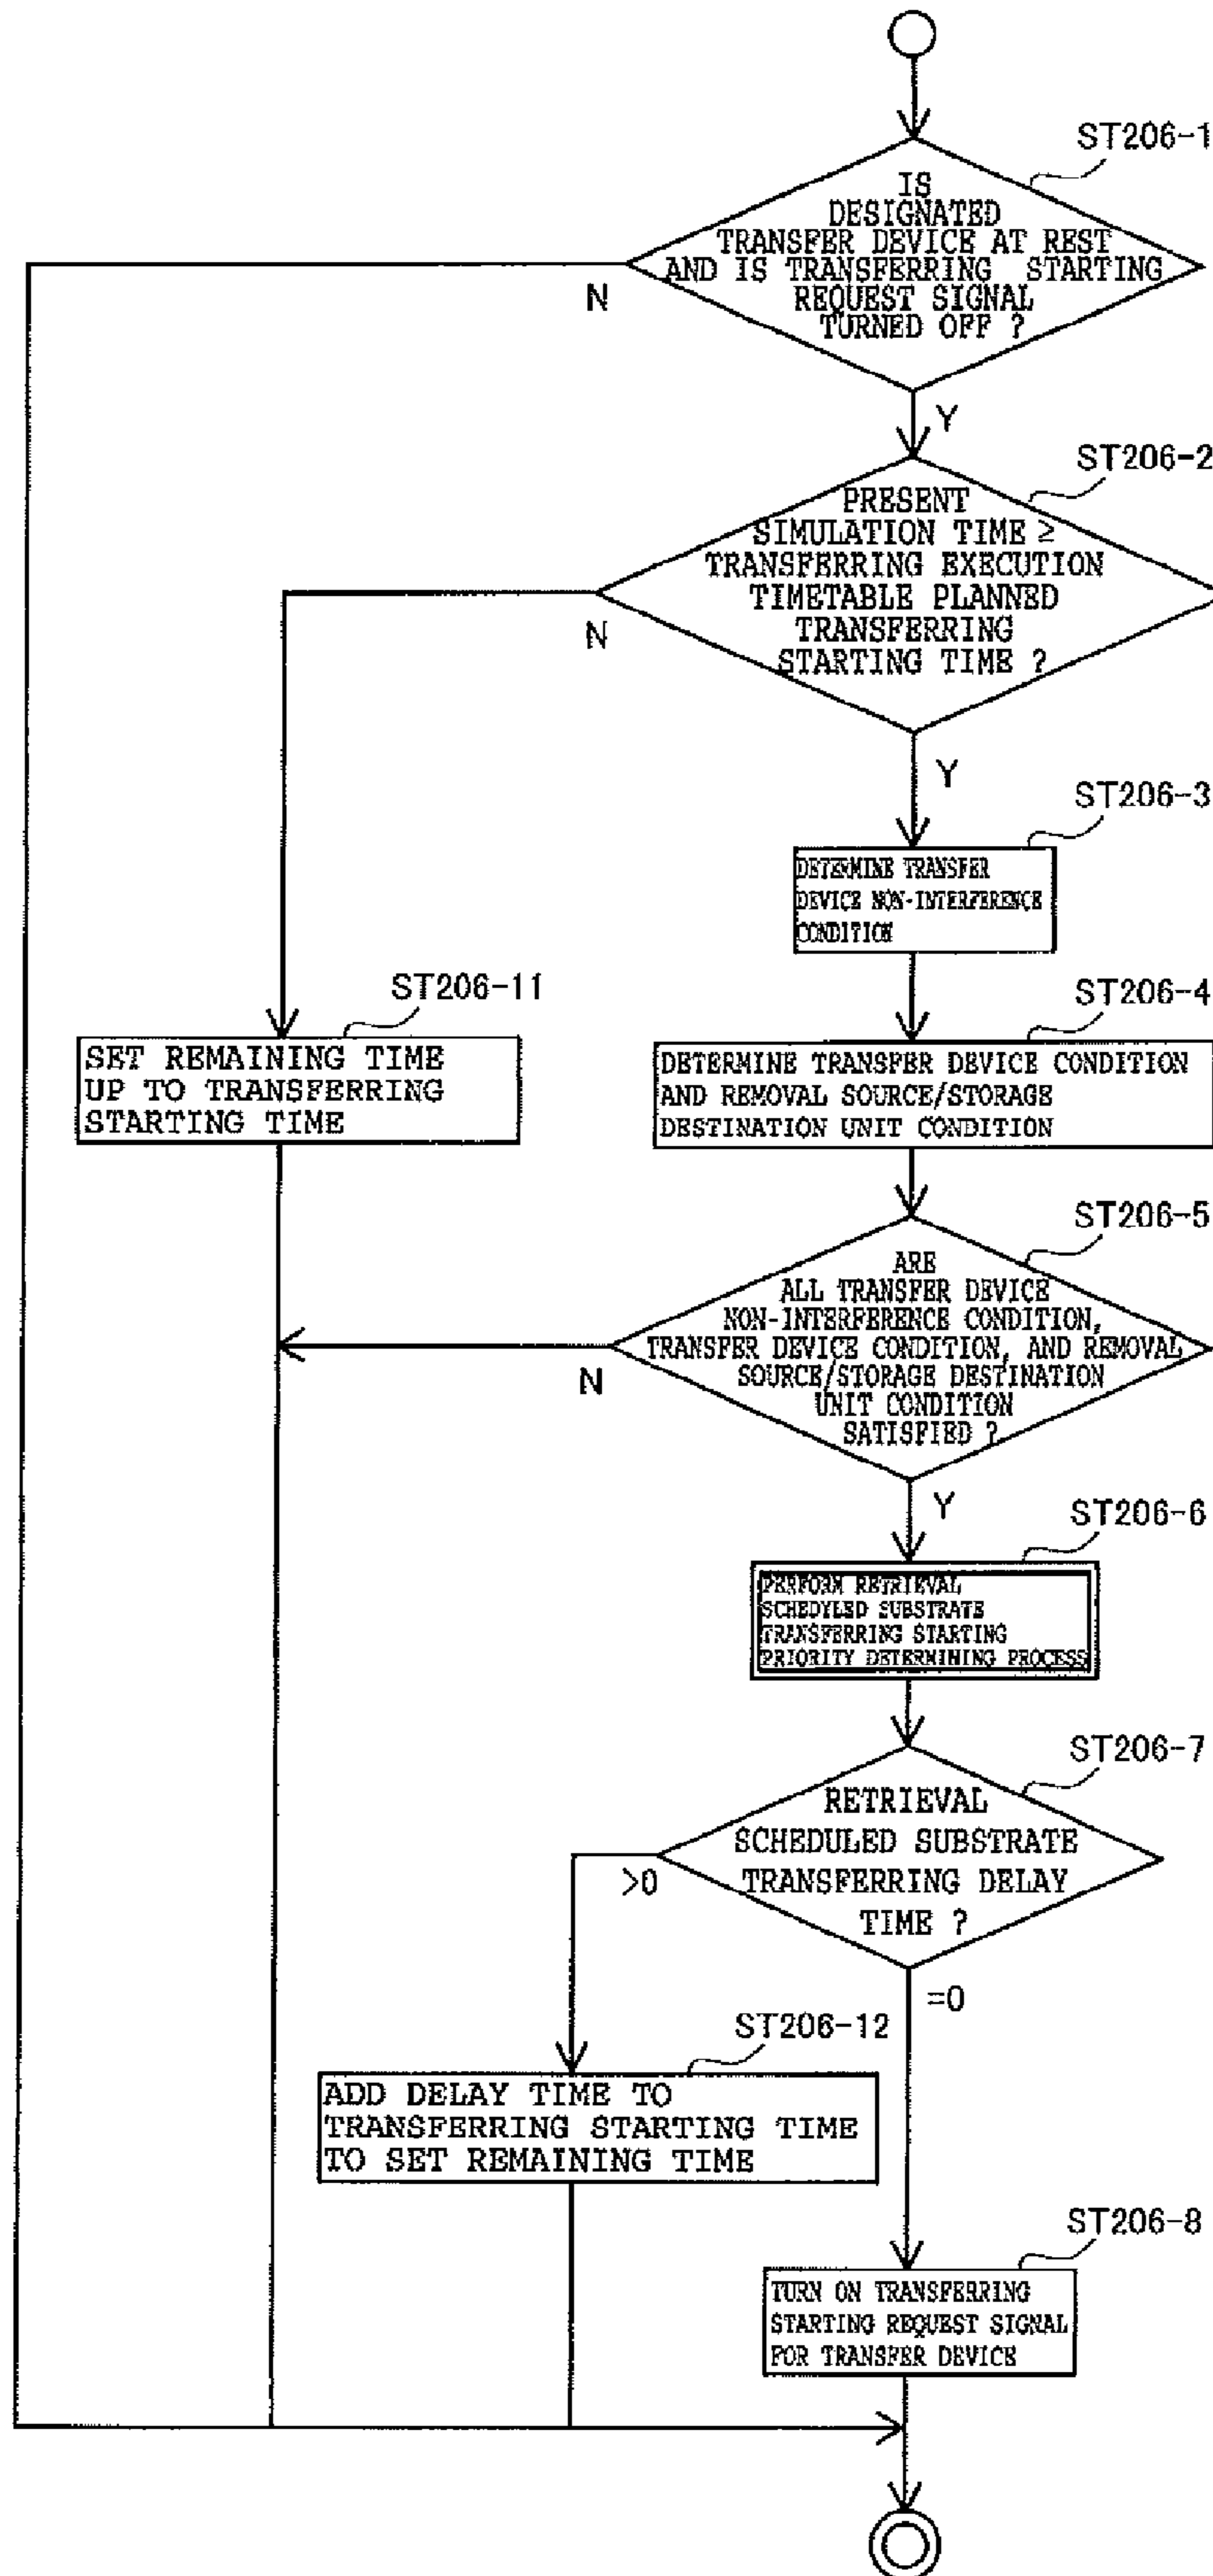 ST206-1
IS
DESIGNATED
TRANSFER DEVICE AT REST
AND IS TRANSFERRING STARTING
REQUEST SIGNAL
TURNED OFF ?
N
Y
ST206-2
PRESENT
SIMULATION TIME ≥
TRANSFERRING EXECUTION
TIMETABLE PLANNED
TRANSFERRING
STARTING TIME ?
N
Y
ST206-3
DETERMINE TRANSFER
DEVICE NON-INTERFERENCE
CONDITION
ST206-11
SET REMAINING TIME
UP TO TRANSFERRING
STARTING TIME
ST206-4
DETERMINE TRANSFER DEVICE CONDITION
AND REMOVAL SOURCE/STORAGE
DESTINATION UNIT CONDITION
ST206-5
ARE
ALL TRANSFER DEVICE
NON-INTERFERENCE CONDITION,
TRANSFER DEVICE CONDITION, AND REMOVAL
SOURCE/STORAGE DESTINATION
UNIT CONDITION
SATISFIED ?
N
Y
ST206-6
PERFORM RETRIEVAL
SCHEDYLED SUBSTRATE
TRANSFERRING STARTING
PRIORITY DETERMINING PROCESS
ST206-7
RETRIEVAL
SCHEDULED SUBSTRATE
TRANSFERRING DELAY
TIME ?
>0
=0
ST206-12
ADD DELAY TIME TO
TRANSFERRING STARTING TIME
TO SET REMAINING TIME
ST206-8
TURN ON TRANSFERRING
STARTING REQUEST SIGNAL
FOR TRANSFER DEVICE